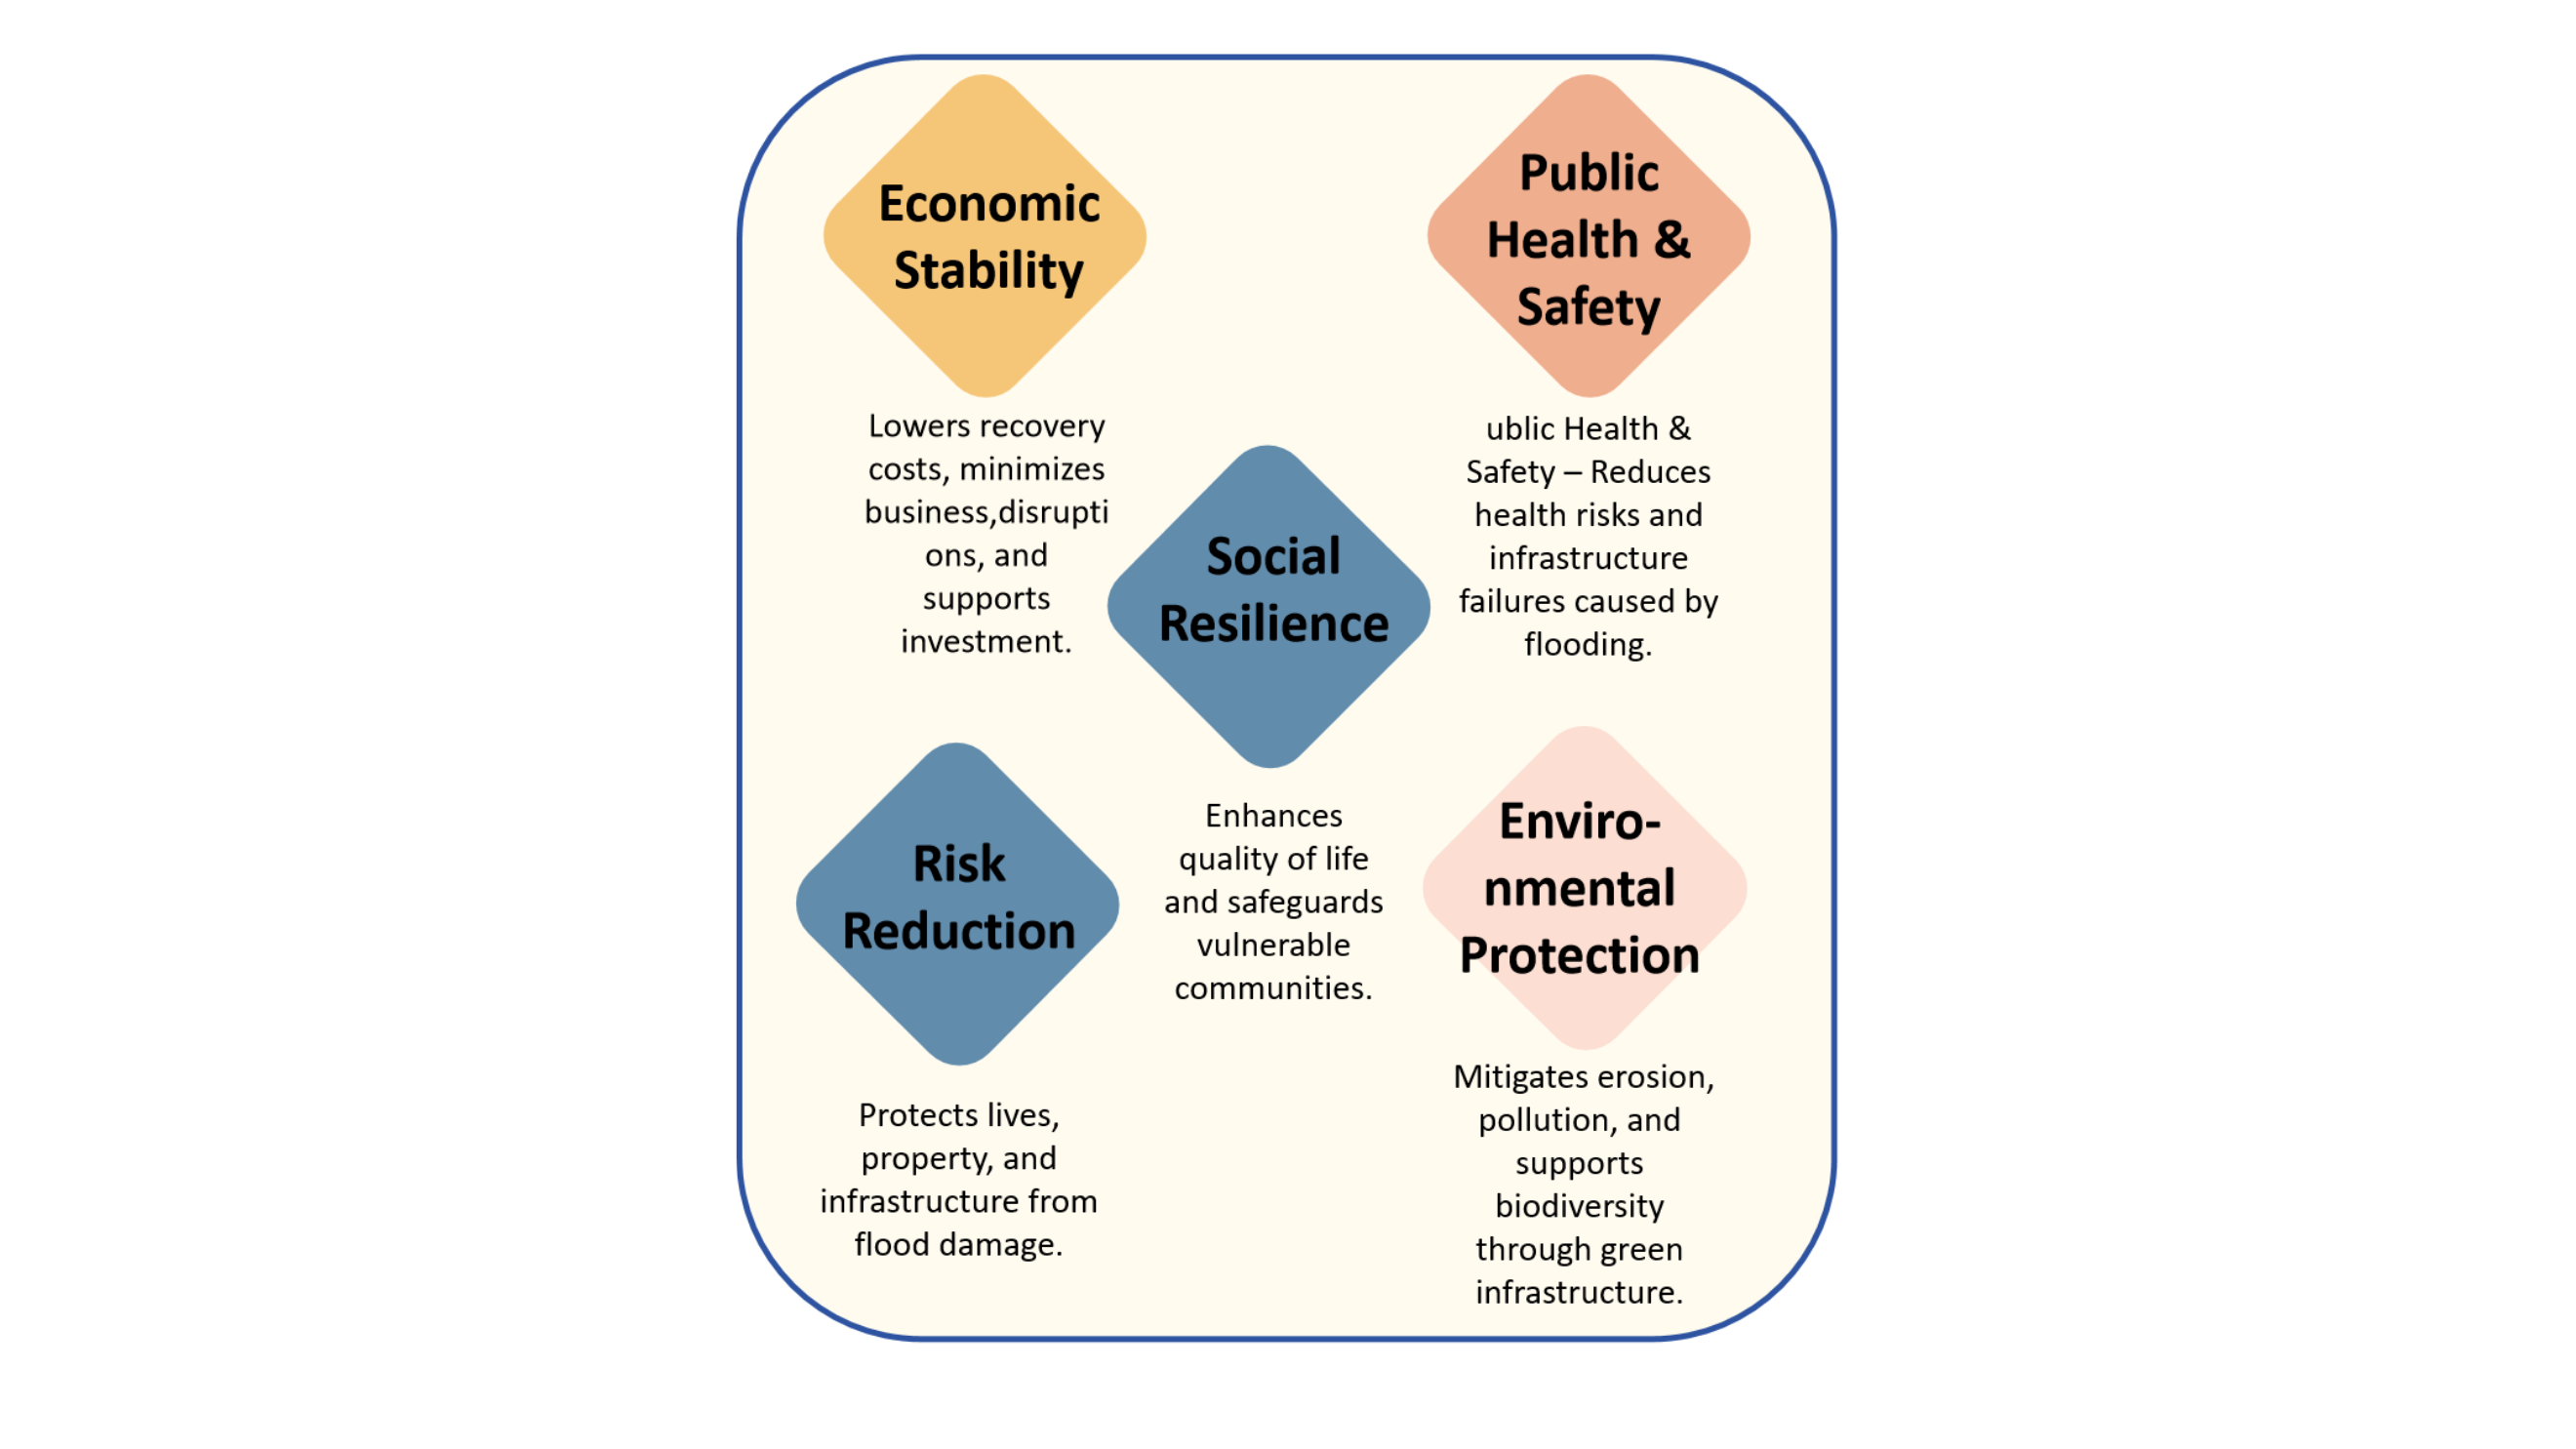 Economic
Stability
Lowers recovery
costs, minimizes
business,disrupti
ons, and
supports
investment.
Public
Health &
Safety
ublic Health &
Safety – Reduces
health risks and
infrastructure
failures caused by
flooding.
Social
Resilience
Enhances
quality of life
and safeguards
vulnerable
communities.
Risk
Reduction
Protects lives,
property, and
infrastructure from
flood damage.
Enviro-
nmental
Protection
Mitigates erosion,
pollution, and
supports
biodiversity
through green
infrastructure.